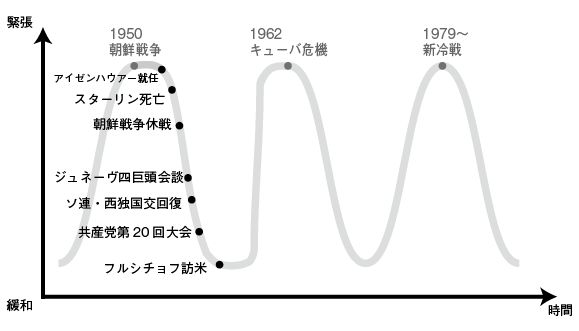 緊張
1950
朝鮮戦争
1962
キューバ危機
1979〜
新冷戦
アイゼンハウアー就任
スターリン死亡
朝鮮戦争休戦
ジュネーヴ四巨頭会談
ソ連・西独国交回復
共産党第20回大会
フルシチョフ訪米
緩和
時間